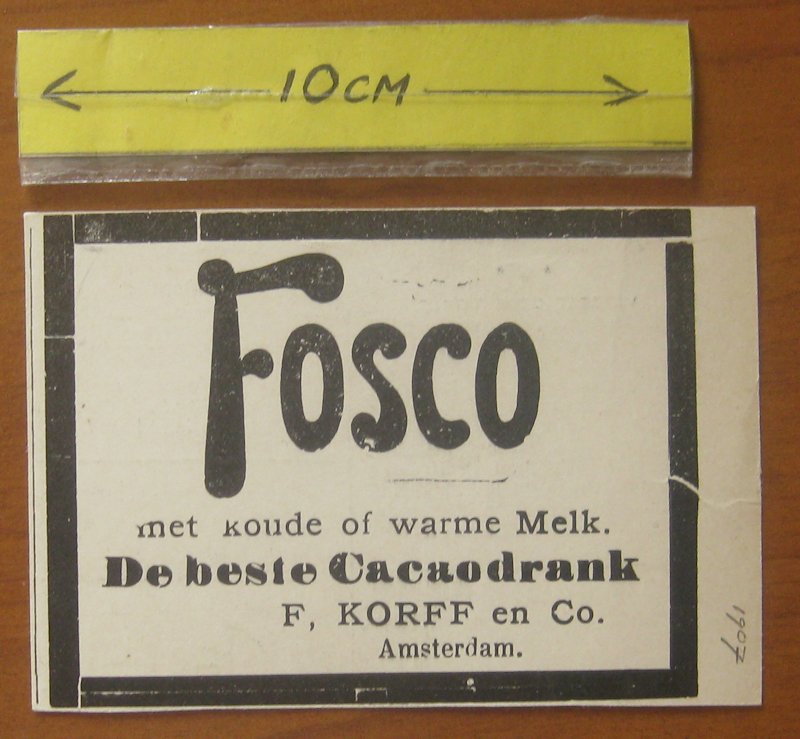 10CM
Fosco
met koude of warme Melk.
De beste Cacaodrank
F, KORFF en Co.
Amsterdam.
1907